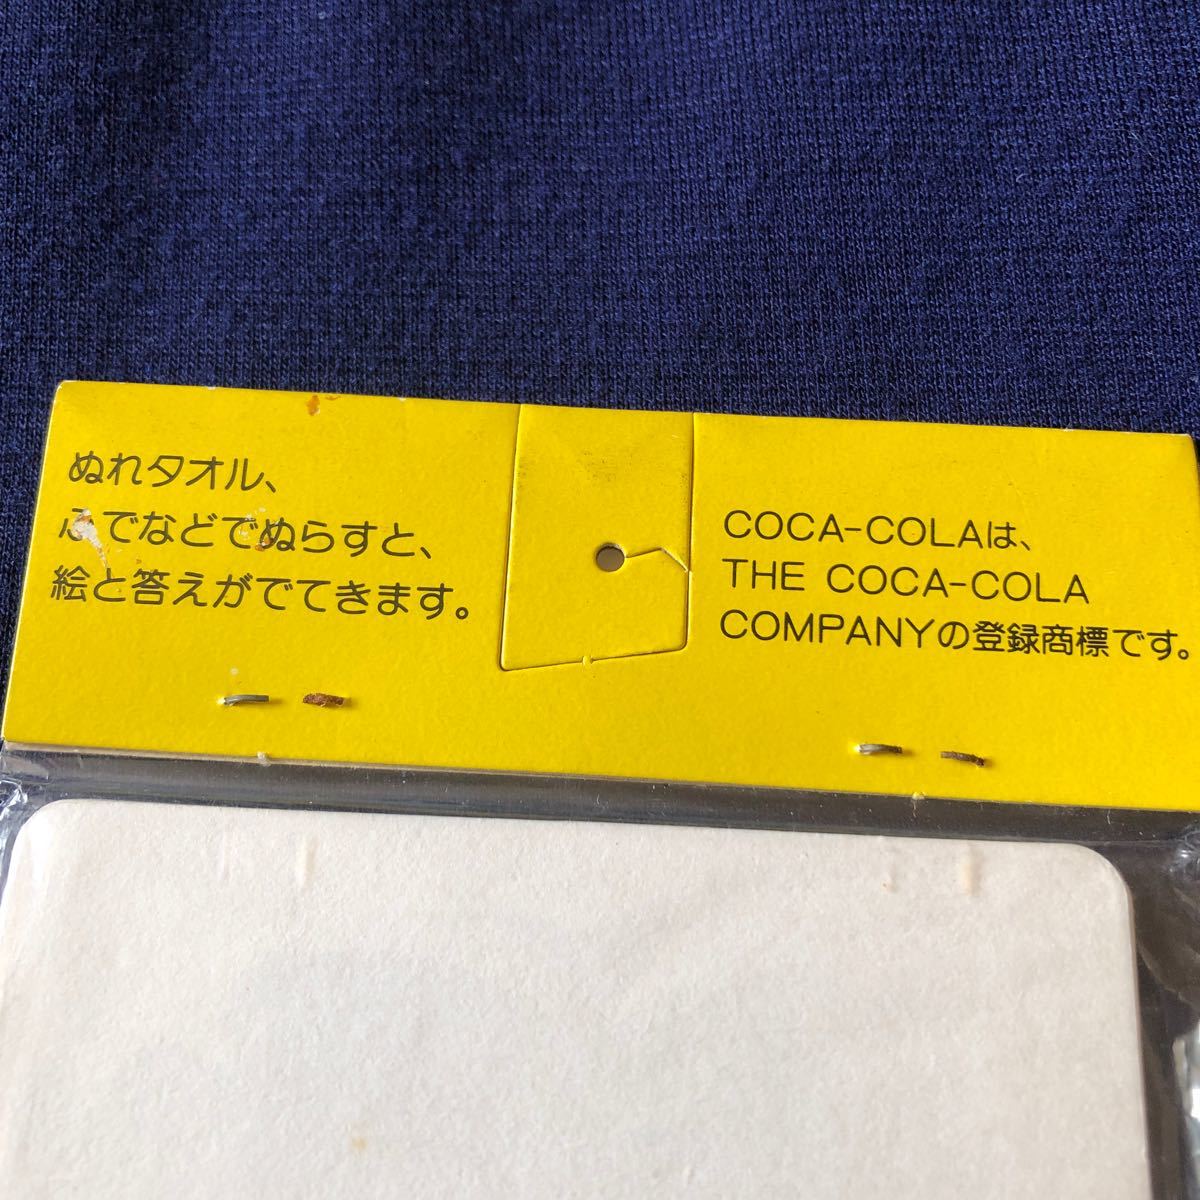 ぬれタオル、
ふでなどでぬらすと、
絵と答えがでてきます。
COCA-COLAは、
THE COCA-COLA
COMPANYの登録商標です。